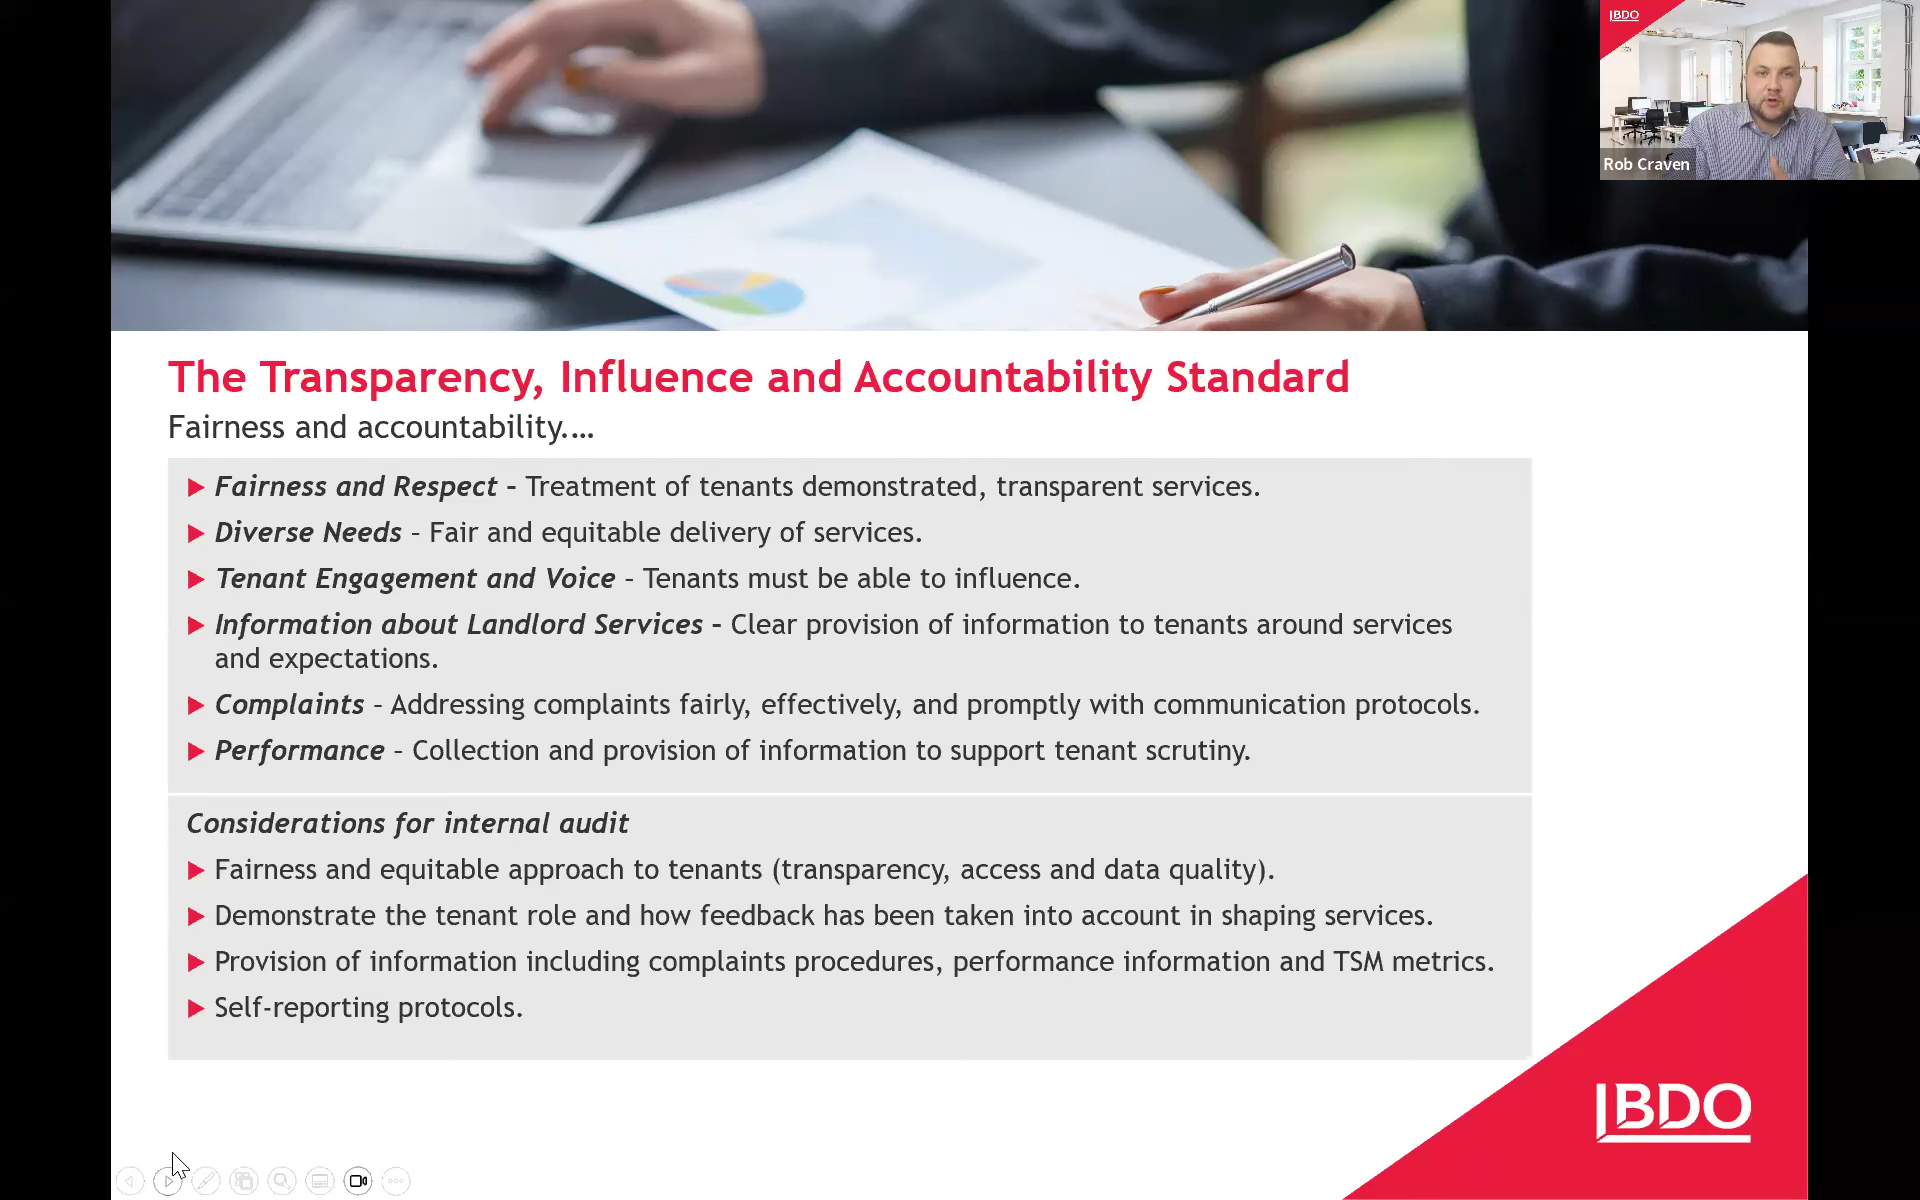 BDO
Rob Craven
The Transparency, Influence and Accountability Standard
Fairness and accountability....
Fairness and Respect – Treatment of tenants demonstrated, transparent services.
Diverse Needs – Fair and equitable delivery of services.
Tenant Engagement and Voice – Tenants must be able to influence.
Information about Landlord Services – Clear provision of information to tenants around services
and expectations.
Complaints – Addressing complaints fairly, effectively, and promptly with communication protocols.
Performance – Collection and provision of information to support tenant scrutiny.
Considerations for internal audit
Fairness and equitable approach to tenants (transparency, access and data quality).
Demonstrate the tenant role and how feedback has been taken into account in shaping services.
Provision of information including complaints procedures, performance information and TSM metrics.
Self-reporting protocols.
BDO